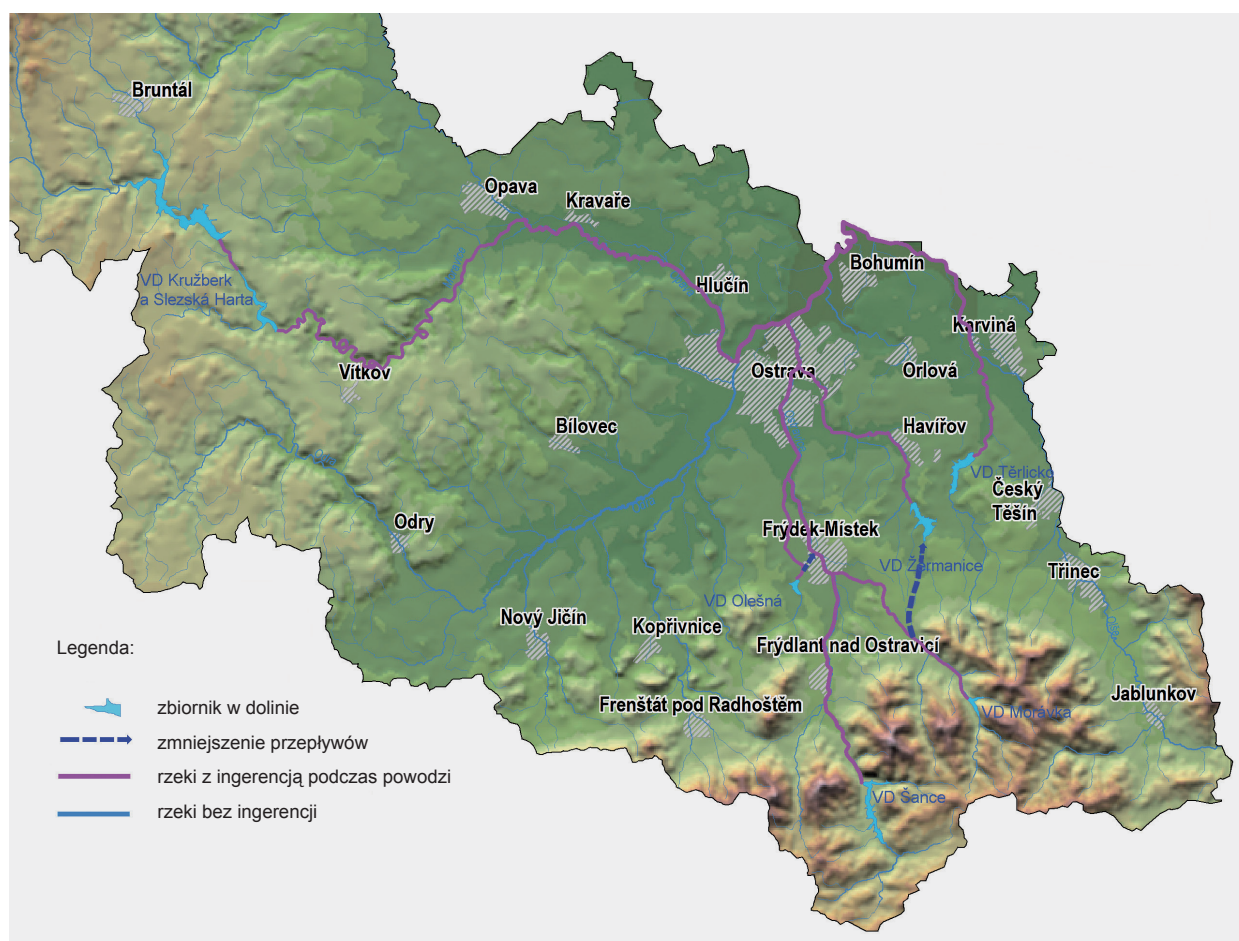 Bruntál
Opava
Kravaře
VD Kružberk
a Slezská Harta
Hlučín
Bohumín
Karviná
Vítkov
Ostrava
Orlová
Bílovec
Havířov
VD Těrlicko
Český
Těšín
Odry
Frýdek-Místek
VD Žermanice
Třinec
VD Olešná
Nový Jičín
Kopřivnice
Frýdlant nad Ostravicí
Frenštát pod Radhoštěm
Jablunkov
VD Morávka
VD Šance
Legenda:
zbiornik w dolinie
zmniejszenie przepływów
rzeki z ingerencją podczas powodzi
rzeki bez ingerencji